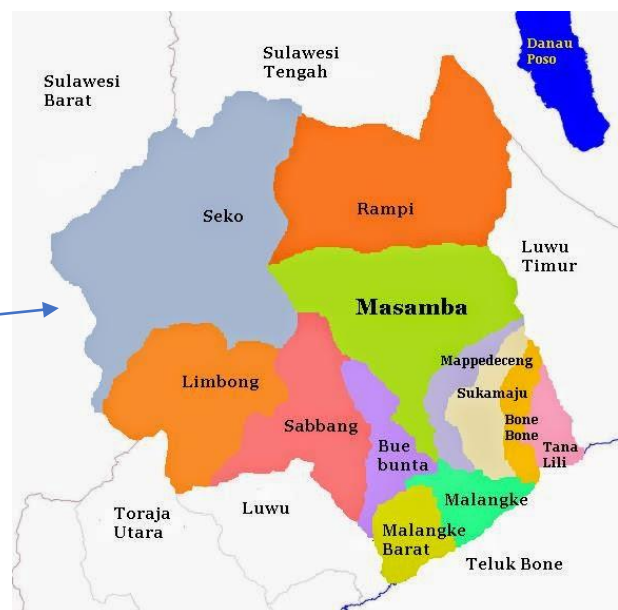 Danau
Poso
Sulawesi
Tengah
Sulawesi
Barat
Seko
Rampi
Luwu
Timur
Masamba
Mappedeceng
Limbong
Sukamaju
Sabbang
Bone
Bone
Bue
bunta
Tana
Lili
Malangke
Toraja
Utara
Luwu
Malangke
Barat
Teluk Bone